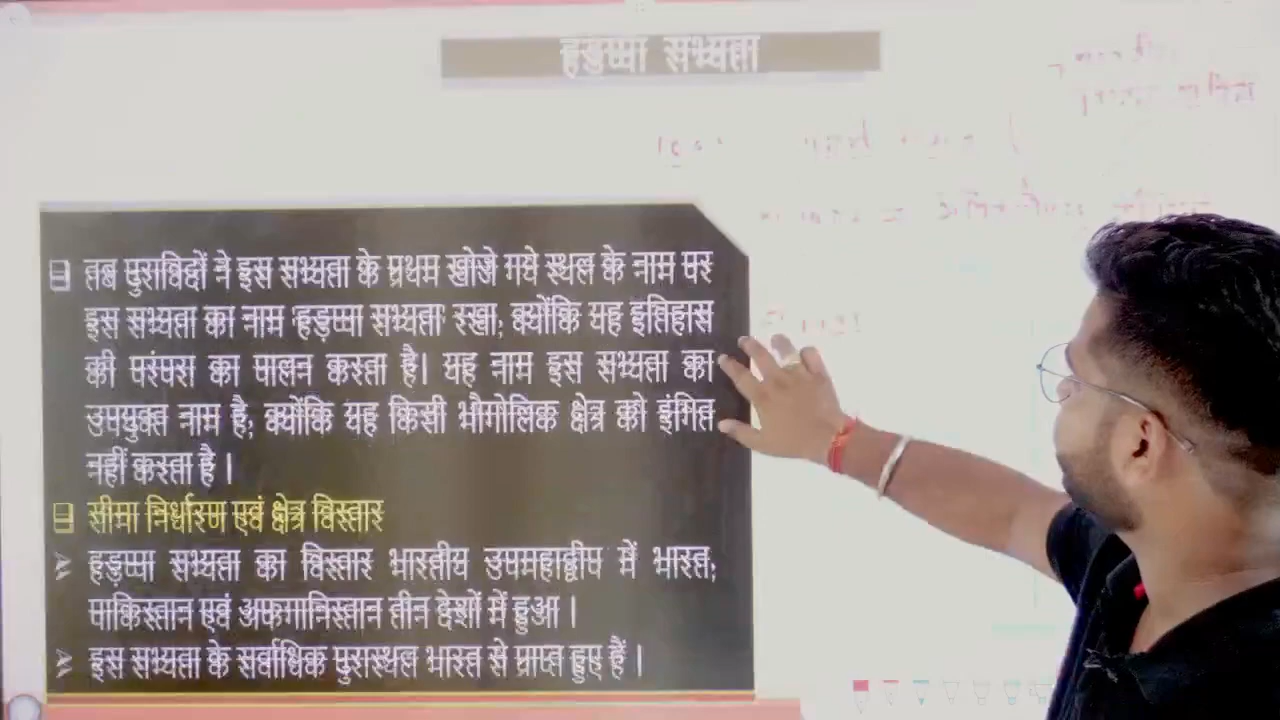 हड़प्पा सभ्यता
तब पुराविदों ने इस सभ्यता के प्रथम खोजे गये स्थल के नाम पर
इस सभ्यता का नाम 'हड़प्पा सभ्यता' रखा, क्योंकि यह इतिहास
की परंपरा का पालन करता है। यह नाम इस सभ्यता का
उपयुक्त नाम है, क्योंकि यह किसी भौगोलिक क्षेत्र को इंगित
नहीं करता है।
सीमा निर्धारण एवं क्षेत्र विस्तार
हड़प्पा सभ्यता का विस्तार भारतीय उपमहाद्वीप में भारत,
पाकिस्तान एवं अफगानिस्तान तीन देशों में हुआ।
इस सभ्यता के सर्वाधिक पुरास्थल भारत से प्राप्त हुए हैं।